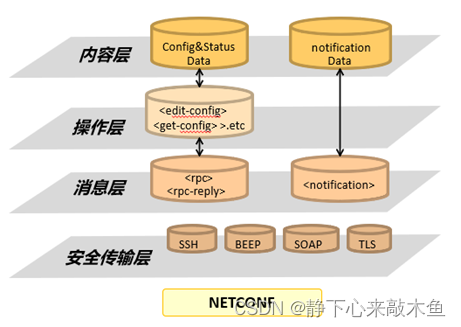 内容层
Config&Status
Data
notification
Data
操作层
<edit-config>
<get-config> >.etc
消息层
<rpc>
<rpc-reply>
<notification>
安全传输层
SSH
BEEP
SOAP
TLS
NETCONF
CSDN @静下心来敲木鱼